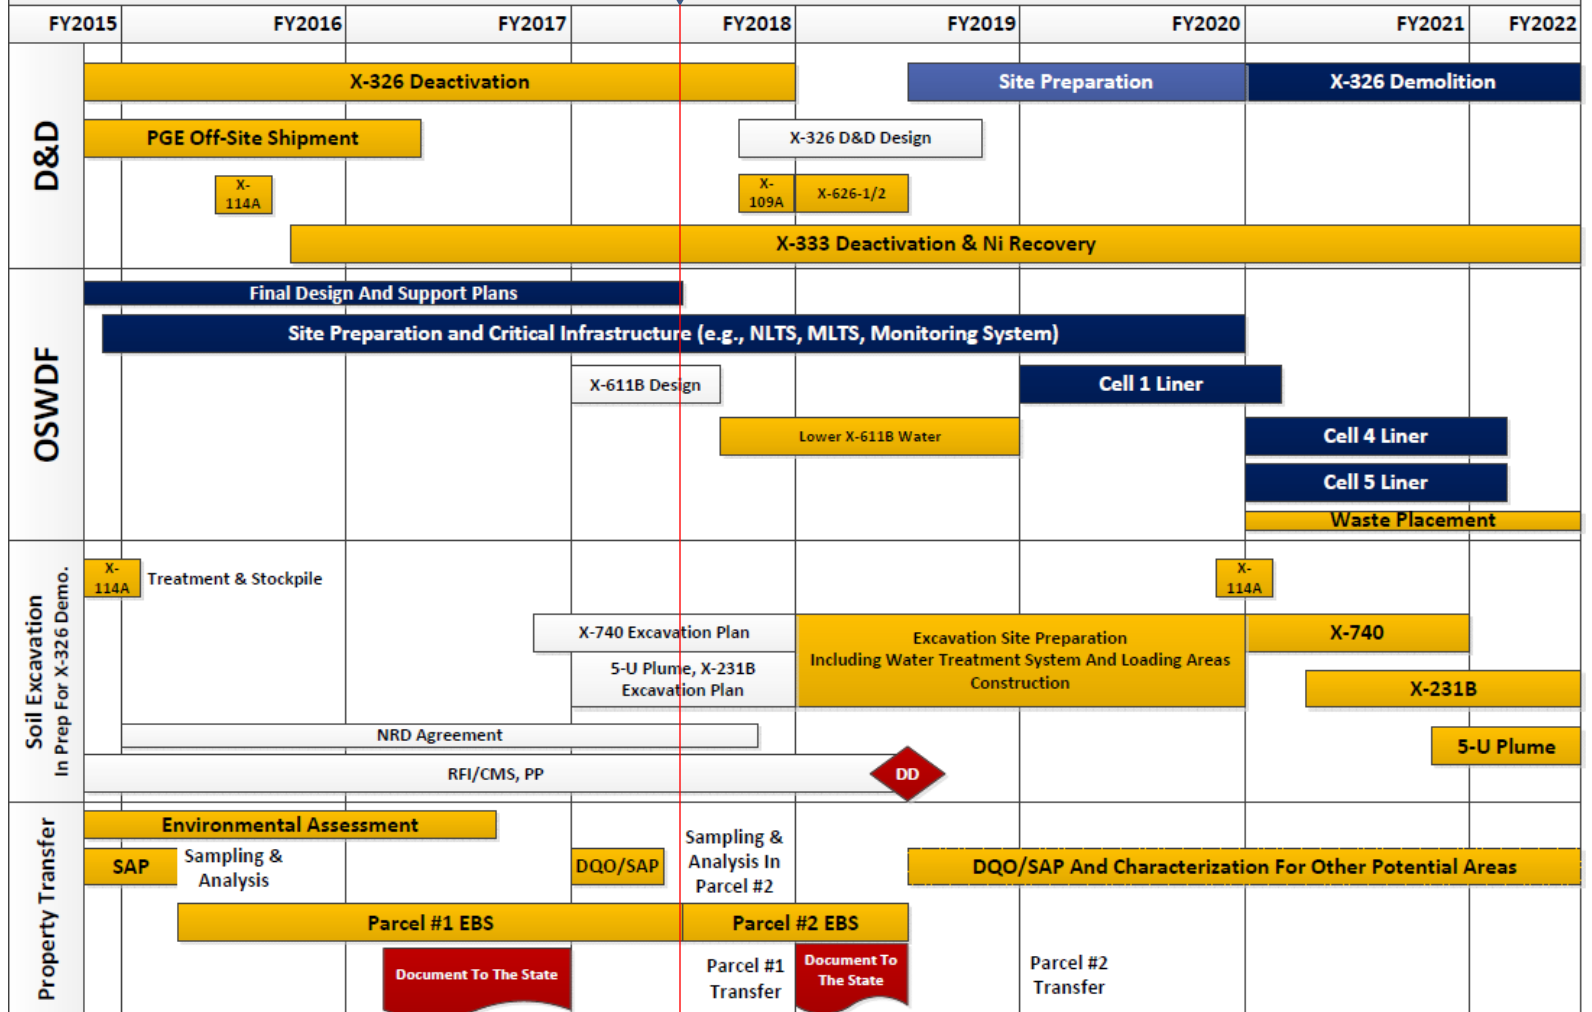 FY2015
FY2016
FY2017
FY2018
FY2019
FY2020
FY2021
FY2022
D&D
X-326 Deactivation
Site Preparation
X-326 Demolition
PGE Off-Site Shipment
X-326 D&D Design
X-
114A
X-
109A
X-626-1/2
X-333 Deactivation & Ni Recovery
OSWDF
Final Design And Support Plans
Site Preparation and Critical Infrastructure (e.g., NLTS, MLTS, Monitoring System)
X-611B Design
Cell 1 Liner
Lower X-611B Water
Cell 4 Liner
Cell 5 Liner
Waste Placement
Soil Excavation
In Prep For X-326 Demo.
X-
114A
Treatment & Stockpile
X-
114A
X-740 Excavation Plan
5-U Plume, X-231B
Excavation Plan
Excavation Site Preparation
Including Water Treatment System And Loading Areas
Construction
X-740
X-231B
NRD Agreement
5-U Plume
RFI/CMS, PP
DD
Property Transfer
Environmental Assessment
SAP
Sampling &
Analysis
DQO/SAP
Sampling &
Analysis In
Parcel #2
DQO/SAP And Characterization For Other Potential Areas
Parcel #1 EBS
Parcel #2 EBS
Document To The State
Parcel #1
Transfer
Document To
The State
Parcel #2
Transfer